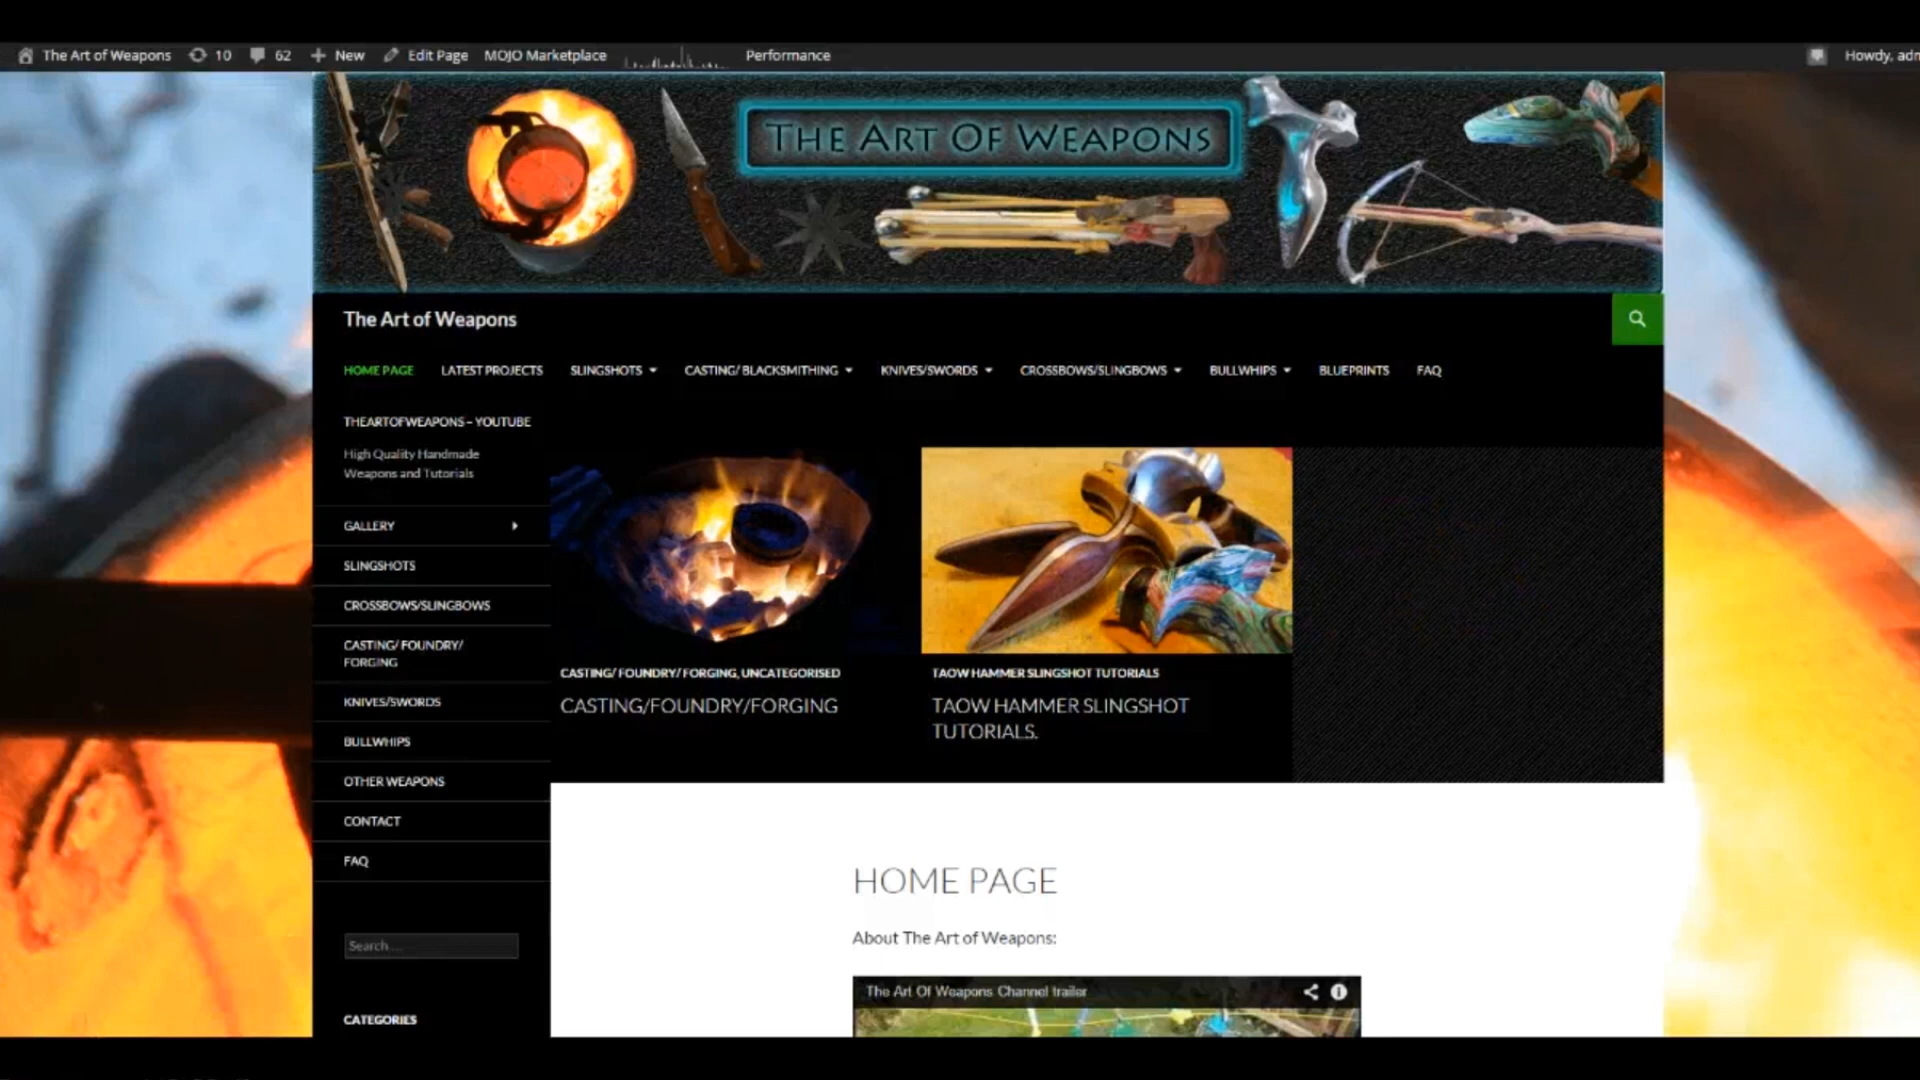 The Art of Weapons 10 62 New Edit Page MOJO Marketplace Performance Howdy,
THE ART OF WEAPONS
The Art of Weapons
HOME PAGE LATEST PROJECTS SLINGSHOTS CASTING/ BLACKSMITHING KNIVES/SWORDS CROSSBOWS/SLINGBOWS BULLWHIPS BLUEPRINTS FAQ
THEARTOFWEAPONS – YOUTUBE
High Quality Handmade
Weapons and Tutorials
GALLERY
SLINGSHOTS
CROSSBOWS/SLINGBOWS
CASTING/ FOUNDRY/
FORGING
KNIVES/SWORDS
BULLWHIPS
OTHER WEAPONS
CONTACT
FAQ
Search ...
CATEGORIES
CASTING/ FOUNDRY/ FORGING, UNCATEGORISED
CASTING/FOUNDRY/FORGING
TAOW HAMMER SLINGSHOT TUTORIALS
TAOW HAMMER SLINGSHOT
TUTORIALS.
HOME PAGE
About The Art of Weapons:
The Art Of Weapons Channel trailer